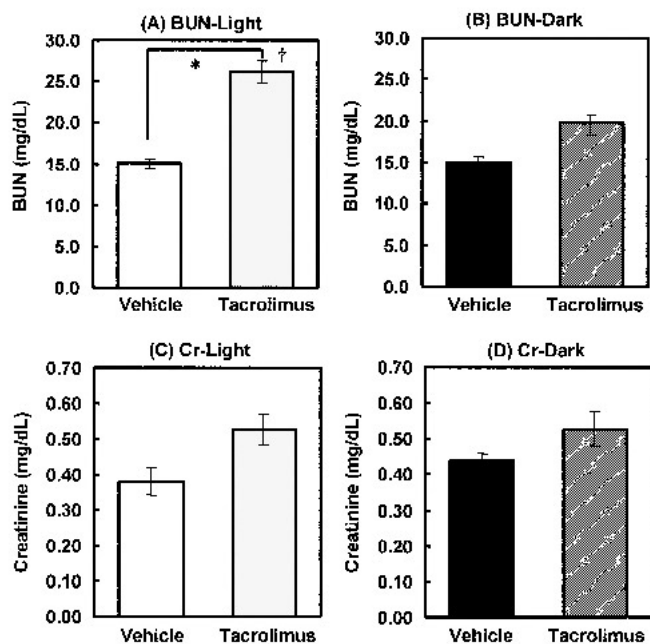 (A) BUN-Light
30.0
25.0
20.0
15.0
10.0
5.0
0.0
BUN (mg/dL)
* †
Vehicle Tacrolimus
(B) BUN-Dark
30.0
25.0
20.0
15.0
10.0
5.0
0.0
BUN (mg/dL)
Vehicle Tacrolimus
(C) Cr-Light
0.70
0.60
0.50
0.40
0.30
0.20
0.10
0.00
Creatinine (mg/dL)
Vehicle Tacrolimus
(D) Cr-Dark
0.70
0.60
0.50
0.40
0.30
0.20
0.10
0.00
Creatinine (mg/dL)
Vehicle Tacrolimus